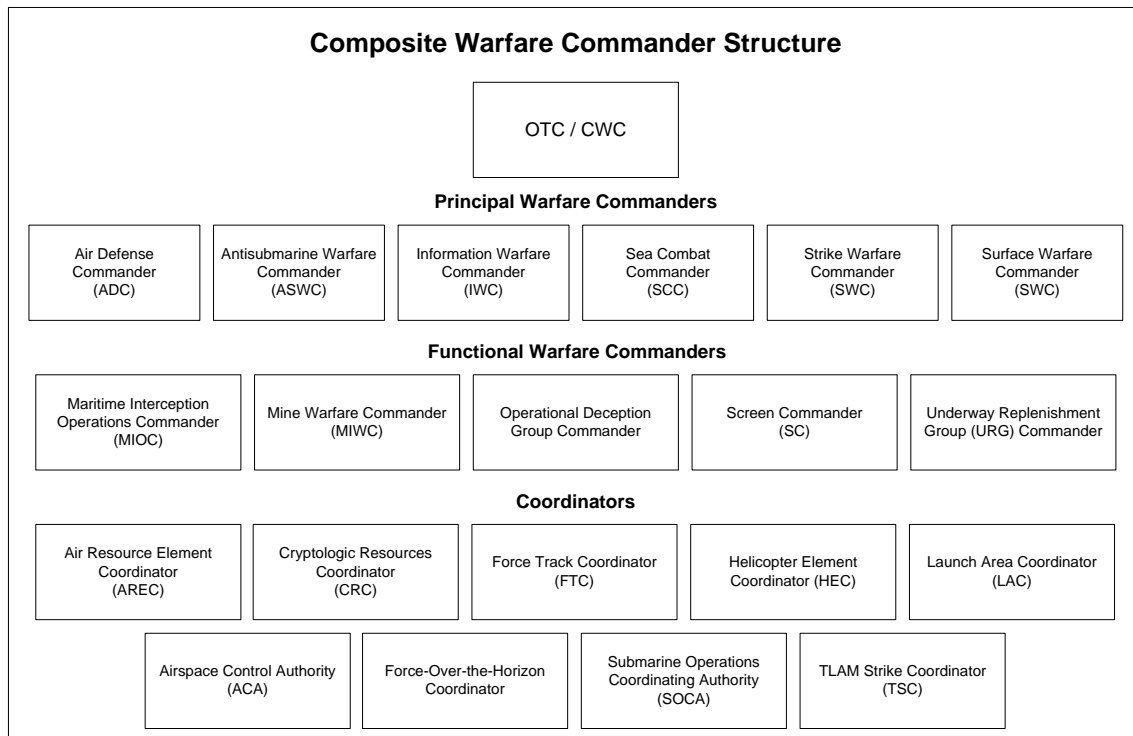 Composite Warfare Commander Structure
OTC / CWC
Principal Warfare Commanders
Air Defense
Commander
(ADC)
Antisubmarine Warfare
Commander
(ASWC)
Information Warfare
Commander
(IWC)
Sea Combat
Commander
(SCC)
Strike Warfare
Commander
(SWC)
Surface Warfare
Commander
(SWC)
Functional Warfare Commanders
Maritime Interception
Operations Commander
(MIOC)
Mine Warfare Commander
(MIWC)
Operational Deception
Group Commander
Screen Commander
(SC)
Underway Replenishment
Group (URG) Commander
Coordinators
Air Resource Element
Coordinator
(AREC)
Cryptologic Resources
Coordinator
(CRC)
Force Track Coordinator
(FTC)
Helicopter Element
Coordinator (HEC)
Launch Area Coordinator
(LAC)
Airspace Control Authority
(ACA)
Force-Over-the-Horizon
Coordinator
Submarine Operations
Coordinating Authority
(SOCA)
TLAM Strike Coordinator
(TSC)